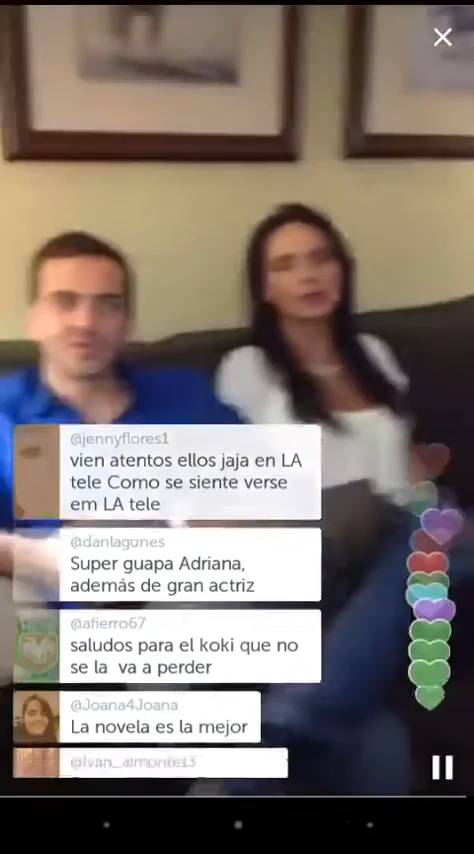 @jennyflores1
vien atentos ellos jaja en LA
tele Como se siente verse
em LA tele
@danlagunes
Super guapa Adriana,
además de gran actriz
@afierro67
saludos para el koki que no
se la va a perder
@Joana4Joana
La novela es la mejor